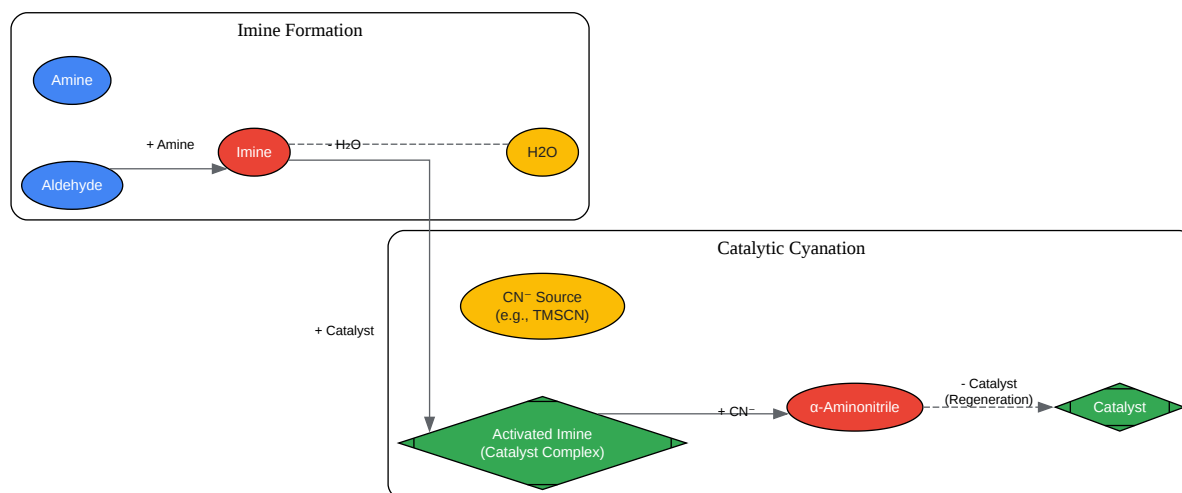 Imine Formation
Amine
+ Amine
Imine
- H₂O
H2O
Aldehyde
Catalytic Cyanation
CN⁻ Source
(e.g., TMSCN)
+ Catalyst
Activated Imine
(Catalyst Complex)
+ CN⁻
α-Aminonitrile
- Catalyst
(Regeneration)
Catalyst